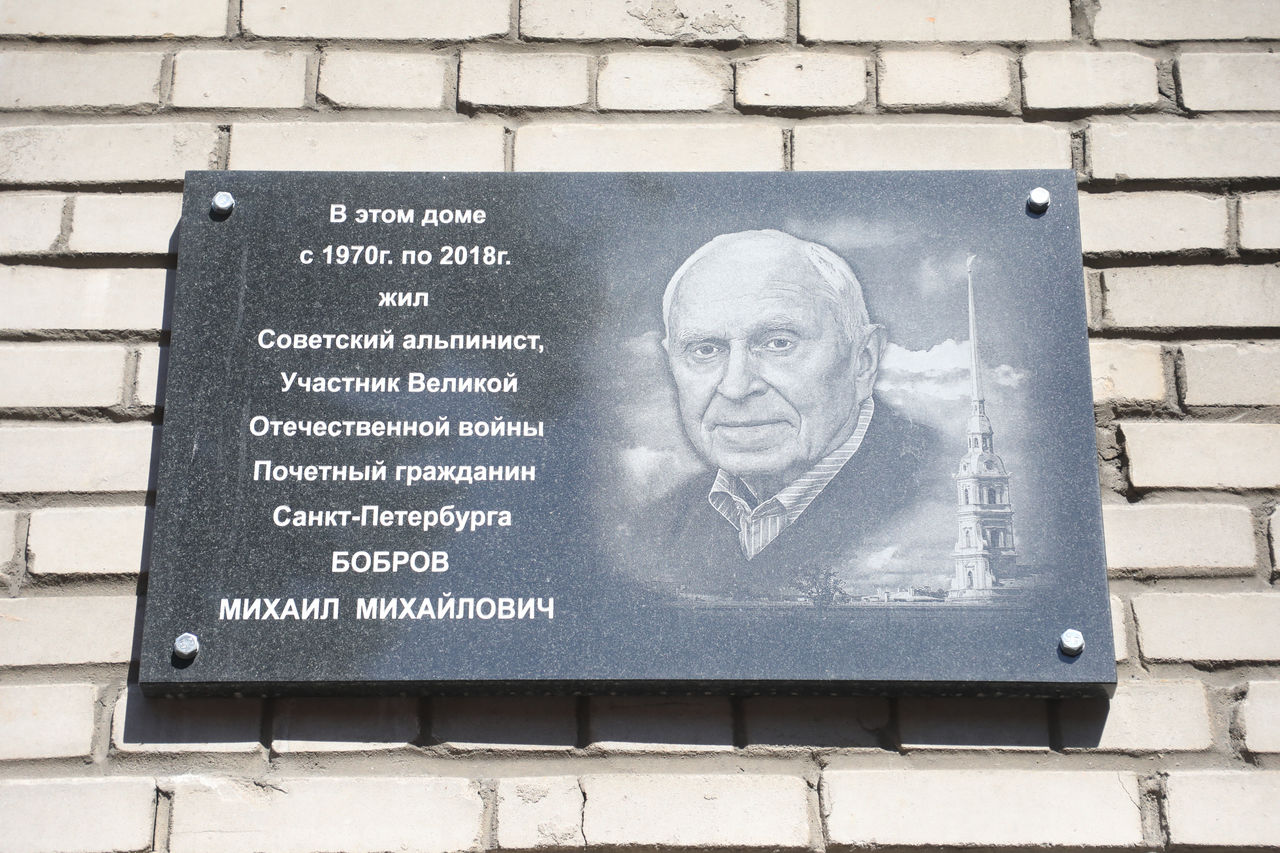 В этом доме
с 1970г. по 2018г.
жил
Советский альпинист,
Участник Великой
Отечественной войны
Почетный гражданин
Санкт-Петербурга
БОБРОВ
МИХАИЛ МИХАЙЛОВИЧ